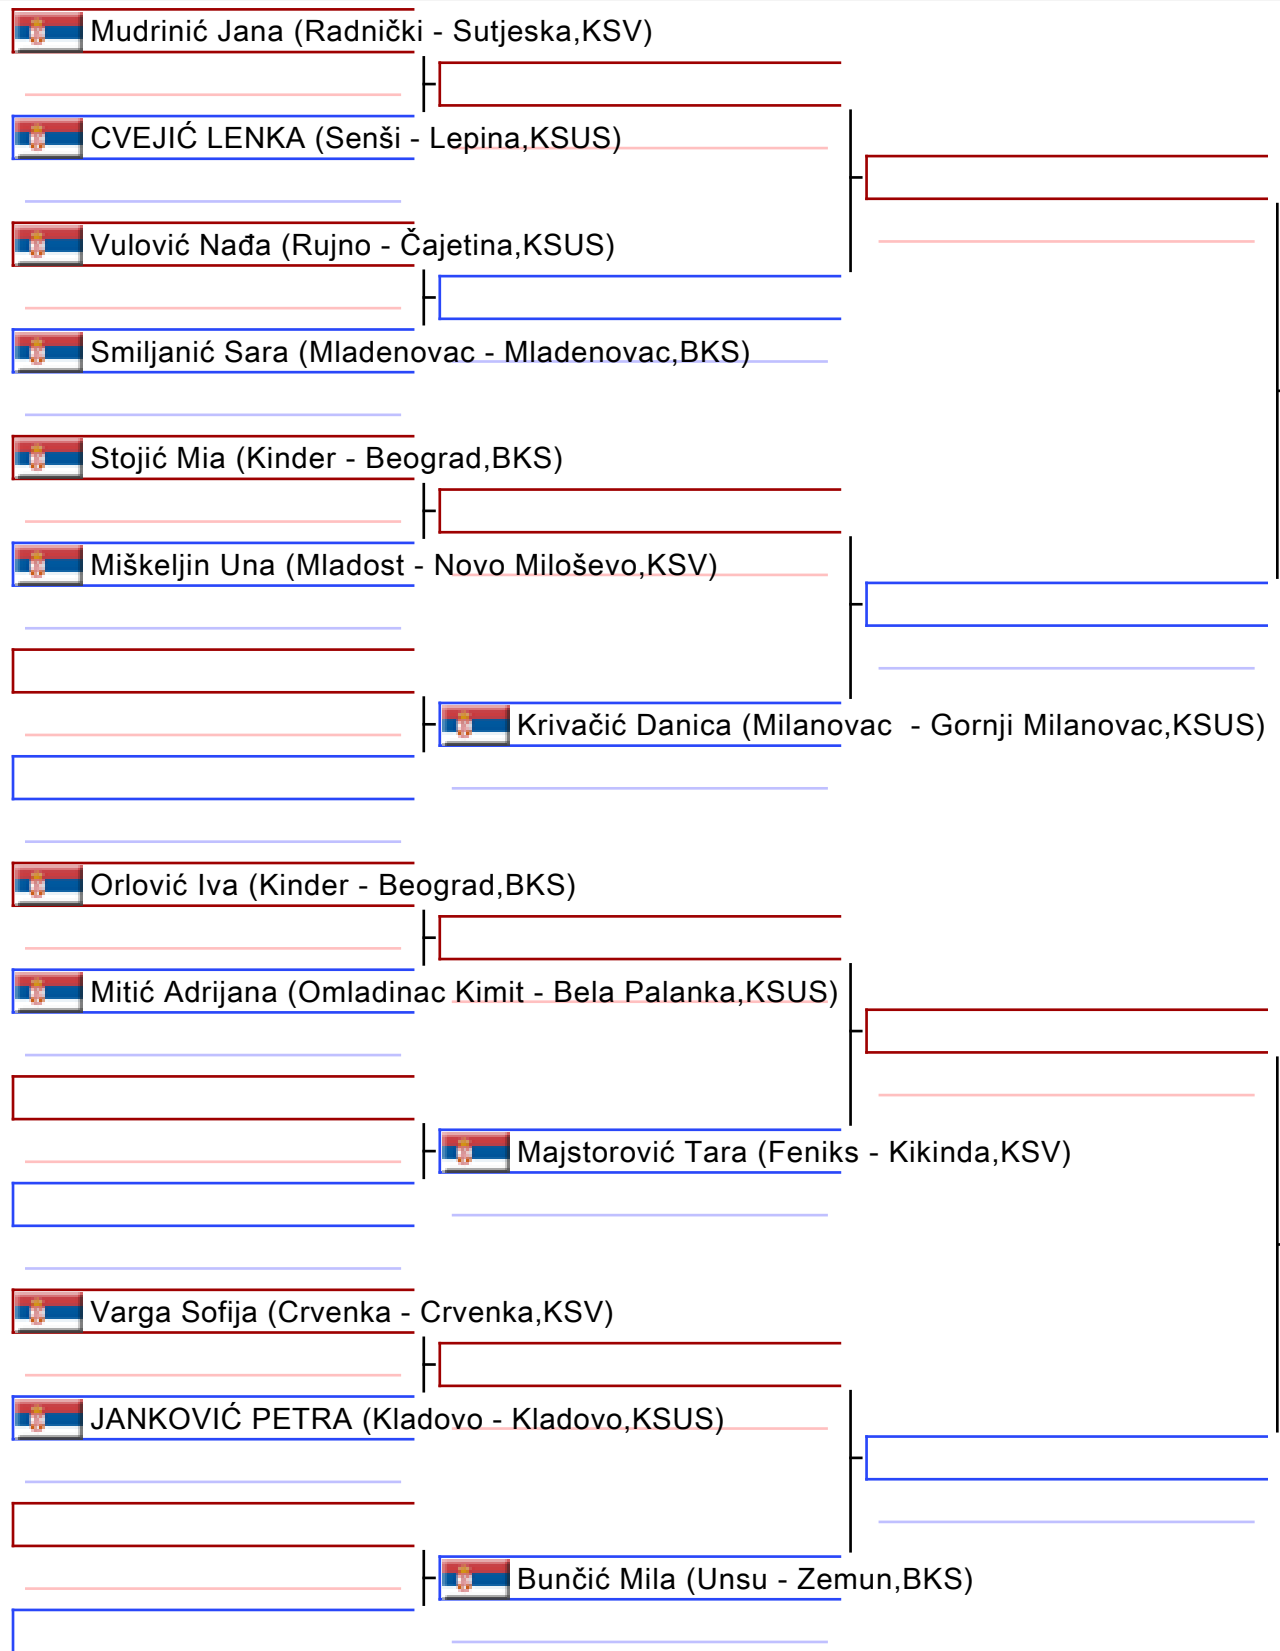 Mudrinić Jana (Radnički - Sutjeska,KSV)
CVEJIĆ LENKA (Senši - Lepina,KSUS)
Vulović Nađa (Rujno - Čajetina,KSUS)
Smiljanić Sara (Mladenovac - Mladenovac,BKS)
Stojić Mia (Kinder - Beograd,BKS)
Miškeljin Una (Mladost - Novo Miloševo,KSV)
Krivačić Danica (Milanovac  - Gornji Milanovac,KSUS)
Orlović Iva (Kinder - Beograd,BKS)
Mitić Adrijana (Omladinac Kimit - Bela Palanka,KSUS)
Majstorović Tara (Feniks - Kikinda,KSV)
Varga Sofija (Crvenka - Crvenka,KSV)
JANKOVIĆ PETRA (Kladovo - Kladovo,KSUS)
Bunčić Mila (Unsu - Zemun,BKS)